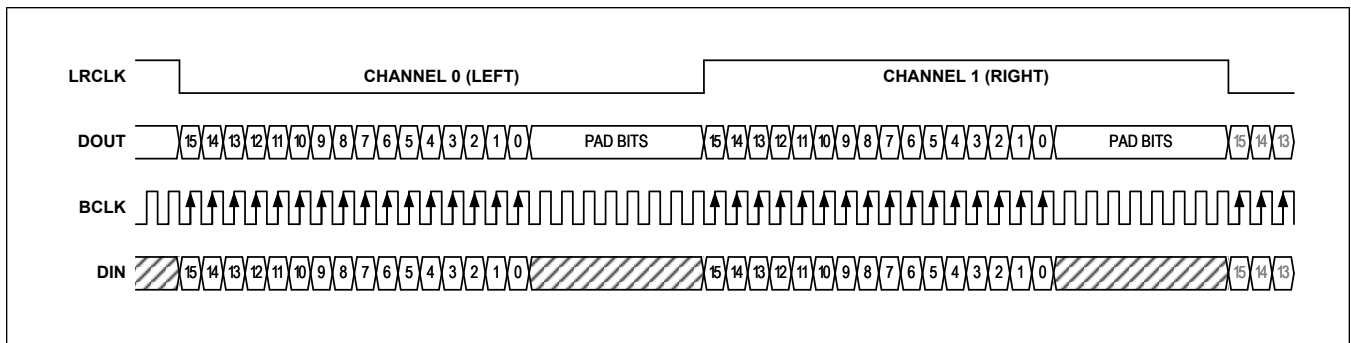 LRCLK CHANNEL 0 (LEFT) CHANNEL 1 (RIGHT)
DOUT 15 14 13 12 11 10 9 8 7 6 5 4 3 2 1 0 PAD BITS 15 14 13 12 11 10 9 8 7 6 5 4 3 2 1 0 PAD BITS 15 14 13
BCLK
DIN 15 14 13 12 11 10 9 8 7 6 5 4 3 2 1 0 15 14 13 12 11 10 9 8 7 6 5 4 3 2 1 0 15 14 13